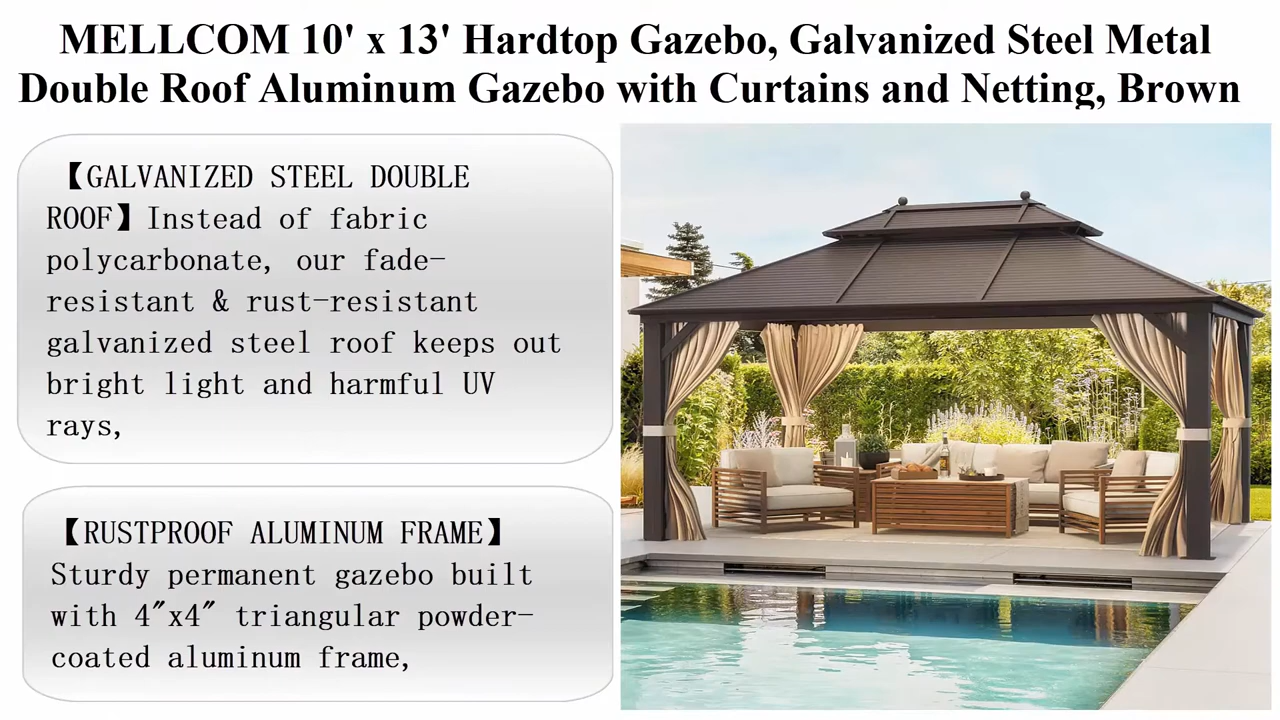 MELLCOM 10' x 13' Hardtop Gazebo, Galvanized Steel Metal
Double Roof Aluminum Gazebo with Curtains and Netting, Brown
【GALVANIZED STEEL DOUBLE
ROOF】Instead of fabric
polycarbonate, our fade-
resistant & rust-resistant
galvanized steel roof keeps out
bright light and harmful UV
rays,
【RUSTPROOF ALUMINUM FRAME】
Sturdy permanent gazebo built
with 4″x4″ triangular powder-
coated aluminum frame,